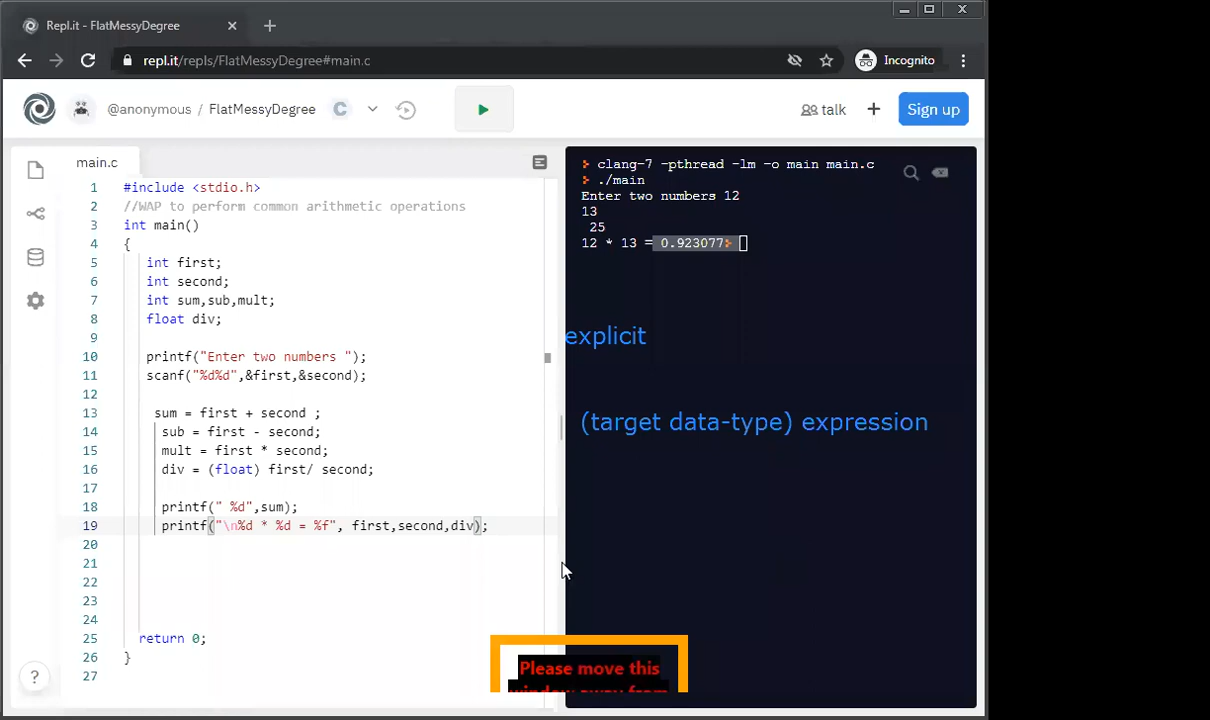 Repl.it - FlatMessyDegree
repl.it/repls/FlatMessyDegree#main.c
Incognito
@anonymous / FlatMessyDegree
C
talk
Sign up
main.c
1 #include <stdio.h>
2 //WAP to perform common arithmetic operations
3 int main()
4 {
5 int first;
6 int second;
7 int sum,sub,mult;
8 float div;
9
10 printf("Enter two numbers ");
11 scanf("%d%d",&first,&second);
12
13 sum = first + second ;
14 sub = first - second;
15 mult = first * second;
16 div = (float) first/ second;
17
18 printf(" %d",sum);
19 printf("\n%d * %d = %f", first,second,div);
20
21
22
23
24
25 return 0;
26 }
27
clang-7 -pthread -lm -o main main.c
./main
Enter two numbers 12
13
25
12 * 13 = 0.923077
explicit
(target data-type) expression
?
Please move this
window away from